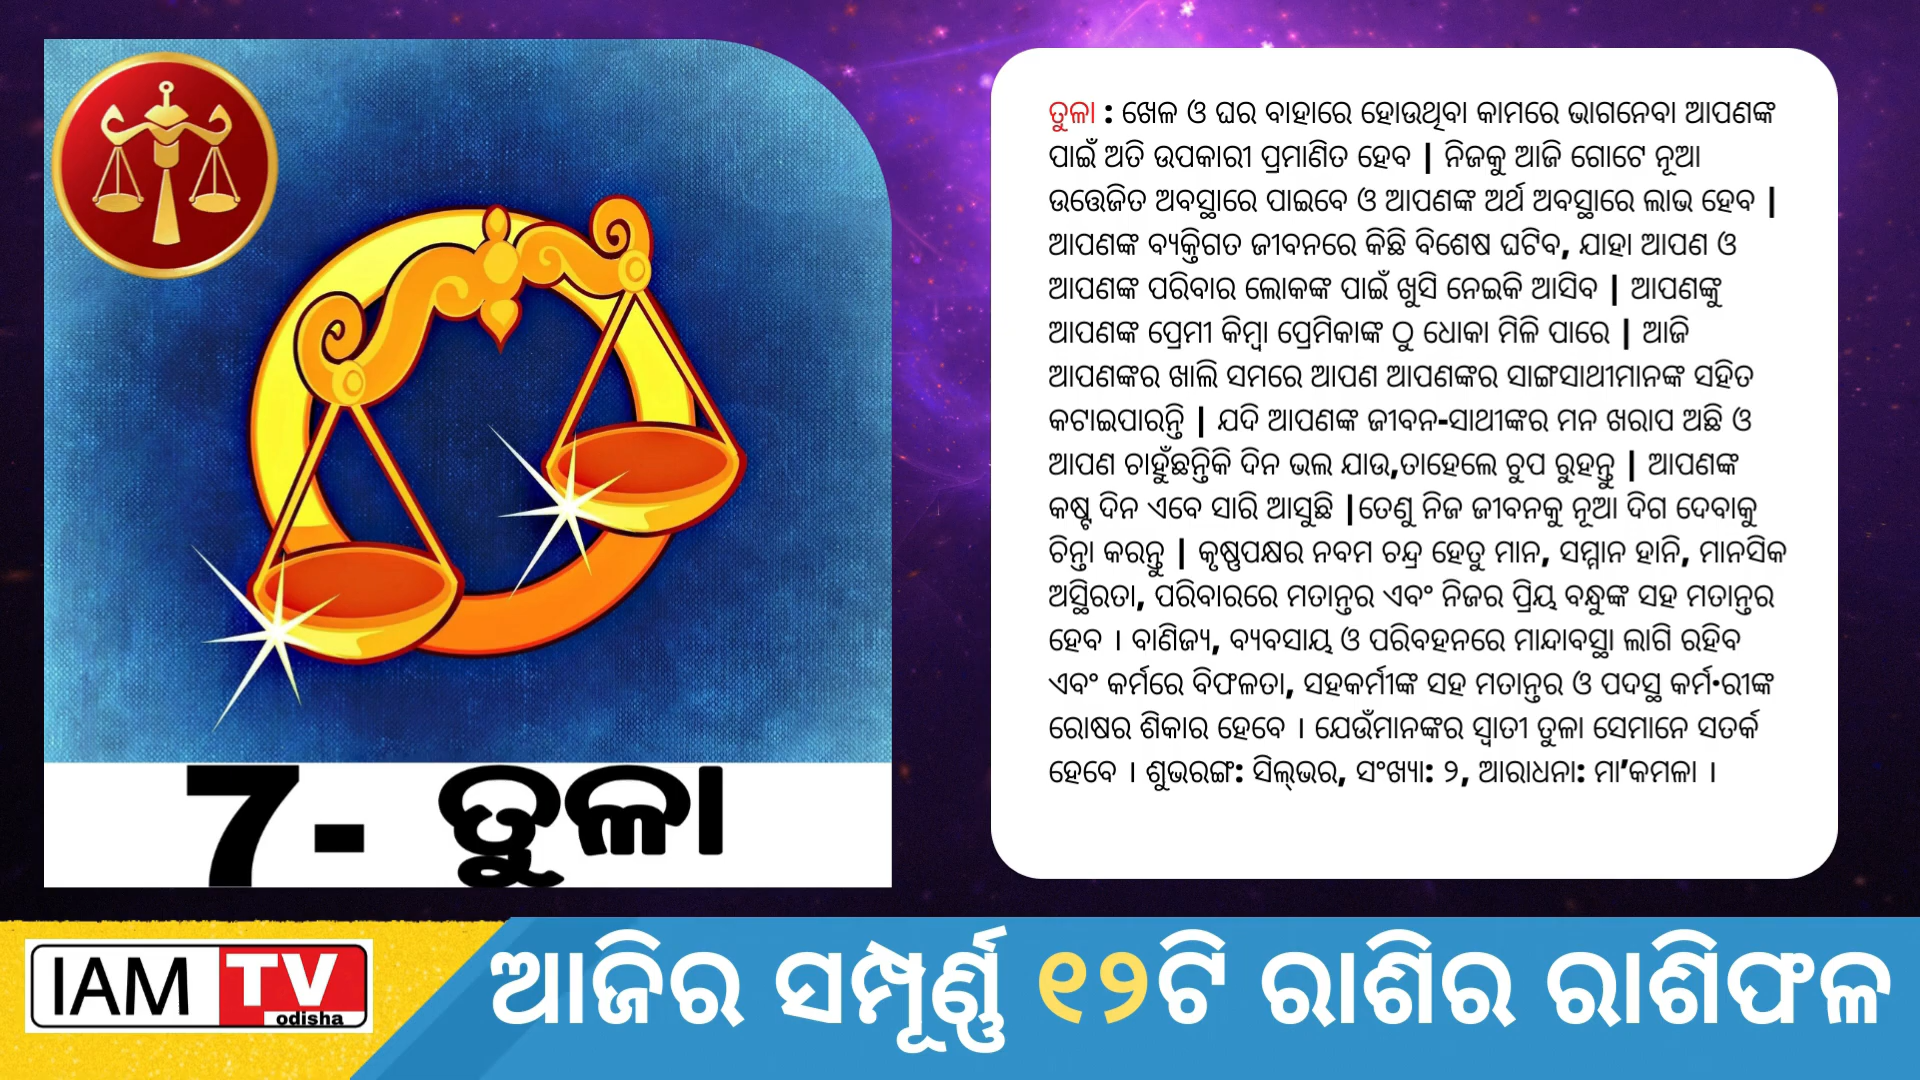 7- ତୁଳା
ତୁଳା : ଖେଳ ଓ ଘର ବାହାରେ ହୋଉଥିବା କାମରେ ଭାଗନେବା ଆପଣଙ୍କ
ପାଇଁ ଅତି ଉପକାରୀ ପ୍ରମାଣିତ ହେବ | ନିଜକୁ ଆଜି ଗୋଟେ ନୂଆ
ଉତ୍ତେଜିତ ଅବସ୍ଥାରେ ପାଇବେ ଓ ଆପଣଙ୍କ ଅର୍ଥ ଅବସ୍ଥାରେ ଲାଭ ହେବ |
ଆପଣଙ୍କ ବ୍ୟକ୍ତିଗତ ଜୀବନରେ କିଛି ବିଶେଷ ଘଟିବ, ଯାହା ଆପଣ ଓ
ଆପଣଙ୍କ ପରିବାର ଲୋକଙ୍କ ପାଇଁ ଖୁସି ନେଇକି ଆସିବ | ଆପଣଙ୍କୁ
ଆପଣଙ୍କ ପ୍ରେମୀ କିମ୍ବା ପ୍ରେମିକାଙ୍କ ଠୁ ଧୋକା ମିଳି ପାରେ | ଆଜି
ଆପଣଙ୍କର ଖାଲି ସମରେ ଆପଣ ଆପଣଙ୍କର ସାଙ୍ଗସାଥୀମାନଙ୍କ ସହିତ
କଟାଇପାରନ୍ତି | ଯଦି ଆପଣଙ୍କ ଜୀବନ-ସାଥୀଙ୍କର ମନ ଖରାପ ଅଛି ଓ
ଆପଣ ଚାହୁଁଛନ୍ତିକି ଦିନ ଭଲ ଯାଉ,ତାହେଲେ ଚୁପ ରୁହନ୍ତୁ | ଆପଣଙ୍କ
କଷ୍ଟ ଦିନ ଏବେ ସାରି ଆସୁଛି |ତେଣୁ ନିଜ ଜୀବନକୁ ନୂଆ ଦିଗ ଦେବାକୁ
ଚିନ୍ତା କରନ୍ତୁ | କୃଷ୍ଣପକ୍ଷର ନବମ ଚନ୍ଦ୍ର ହେତୁ ମାନ, ସମ୍ମାନ ହାନି, ମାନସିକ
ଅସ୍ଥିରତା, ପରିବାରରେ ମତାନ୍ତର ଏବଂ ନିଜର ପ୍ରିୟ ବନ୍ଧୁଙ୍କ ସହ ମତାନ୍ତର
ହେବ । ବାଣିଜ୍ୟ, ବ୍ୟବସାୟ ଓ ପରିବହନରେ ମାନ୍ଦାବସ୍ଥା ଲାଗି ରହିବ
ଏବଂ କର୍ମରେ ବିଫଳତା, ସହକର୍ମୀଙ୍କ ସହ ମତାନ୍ତର ଓ ପଦସ୍ଥ କର୍ମ·ରୀଙ୍କ
ରୋଷର ଶିକାର ହେବେ । ଯେଉଁମାନଙ୍କର ସ୍ୱାତୀ ତୁଳା ସେମାନେ ସତର୍କ
ହେବେ । ଶୁଭରଙ୍ଗ: ସିଲ୍‌ଭର, ସଂଖ୍ୟା: ୨, ଆରାଧନା: ମା’କମଳା ।
IAM TV odisha
ଆଜିର ସମ୍ପୂର୍ଣ୍ଣ ୧୨ଟି ରାଶିର ରାଶିଫଳ